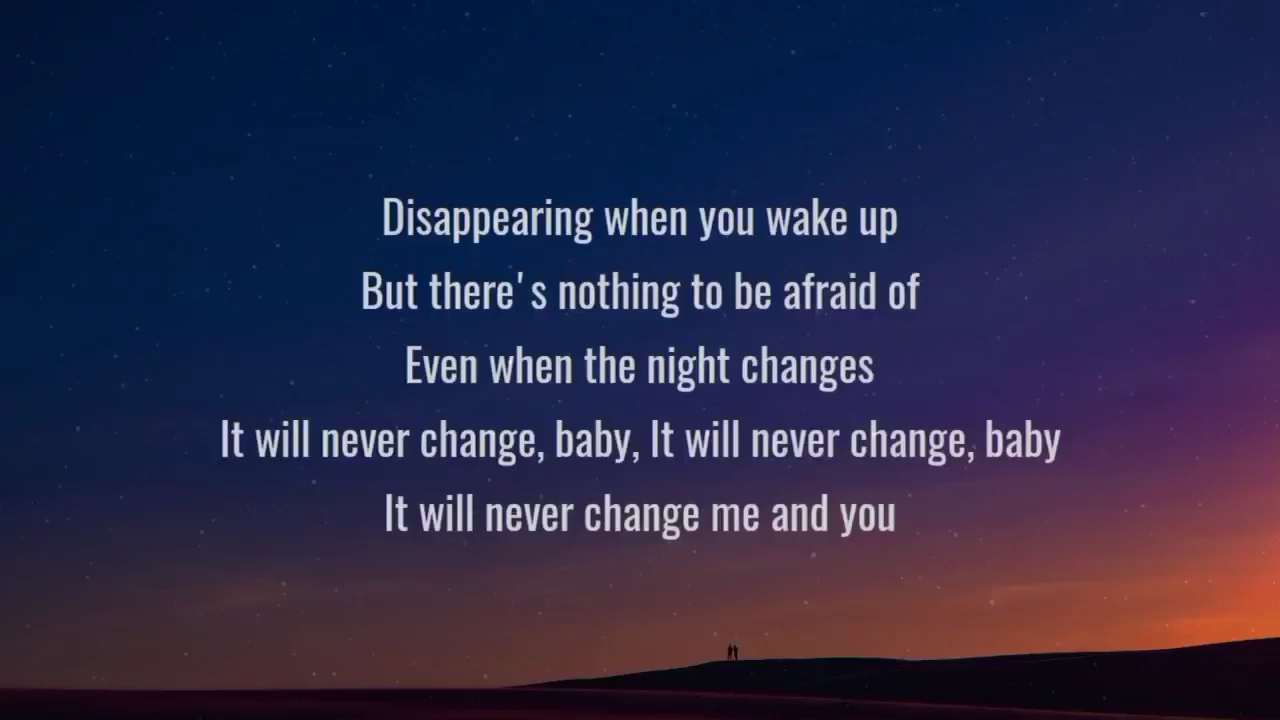 Disappearing when you wake up
But there's nothing to be afraid of
Even when the night changes
It will never change, baby, It will never change, baby
It will never change me and you